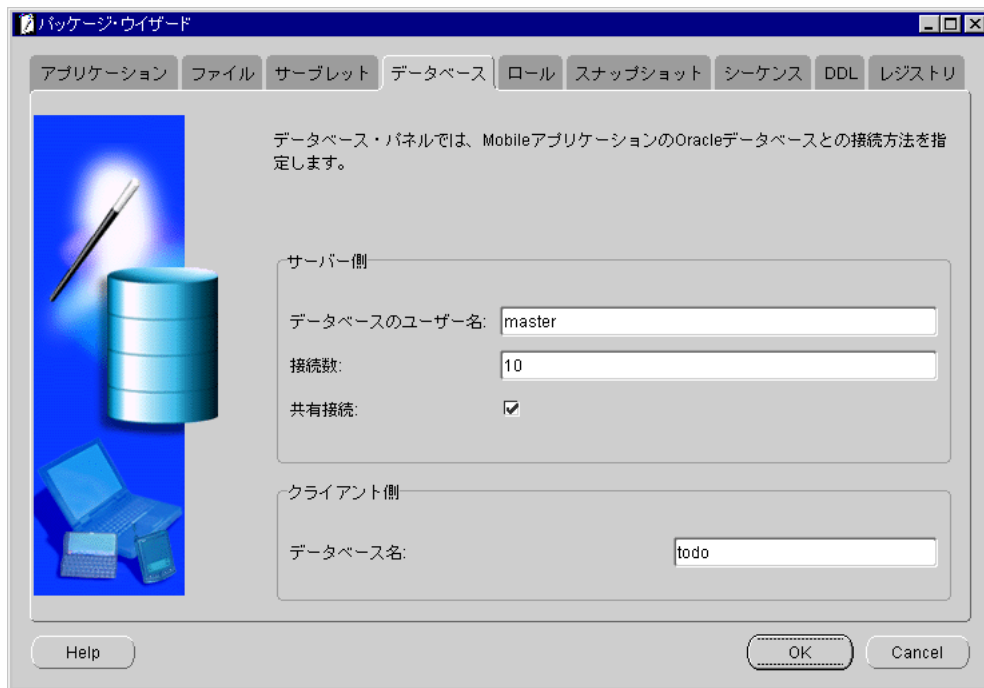 パッケージ・ウィザード
アプリケーション ファイル サーブレット データベース ロール スナップショット シーケンス DDL レジストリ
データベース・パネルでは、MobileアプリケーションのOracleデータベースとの接続方法を指
定します。
サーバー側
データベースのユーザー名: master
接続数: 10
共有接続:
クライアント側
データベース名: todo
Help OK Cancel